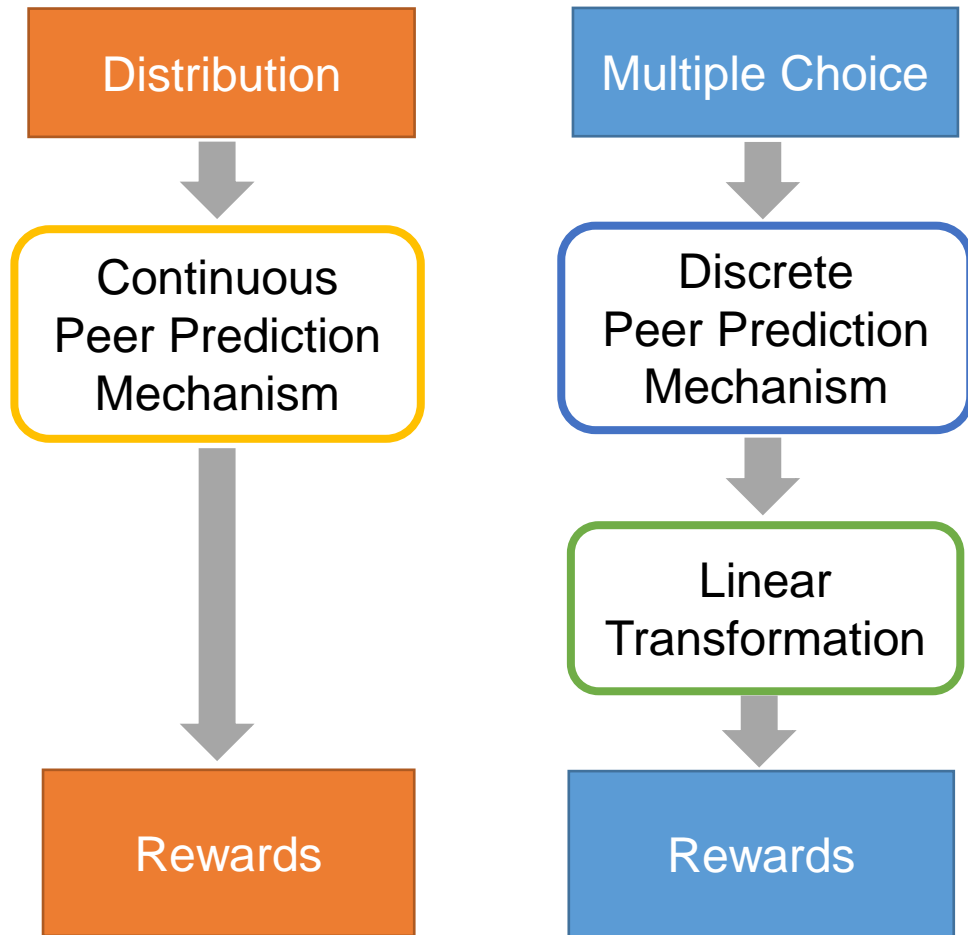 Distribution
Continuous
Peer Prediction
Mechanism
Rewards
Multiple Choice
Discrete
Peer Prediction
Mechanism
Linear
Transformation
Rewards